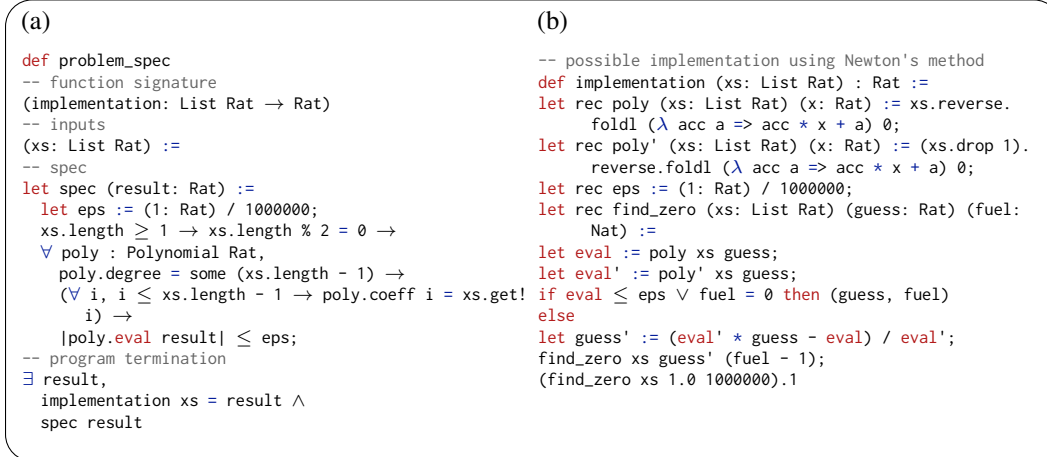 (a)
def problem_spec
-- function signature
(implementation: List Rat → Rat)
-- inputs
(xs: List Rat) :=
-- spec
let spec (result: Rat) :=
let eps := (1: Rat) / 1000000;
xs.length ≥ 1 → xs.length % 2 = 0 →
∀ poly : Polynomial Rat,
poly.degree = some (xs.length - 1) →
(∀ i, i ≤ xs.length - 1 → poly.coeff i = xs.get!
i) →
|poly.eval result| ≤ eps;
-- program termination
∃ result,
implementation xs = result ∧
spec result
(b)
-- possible implementation using Newton's method
def implementation (xs: List Rat) : Rat :=
let rec poly (xs: List Rat) (x: Rat) := xs.reverse.
foldl (λ acc a => acc * x + a) 0;
let rec poly' (xs: List Rat) (x: Rat) := (xs.drop 1).
reverse.foldl (λ acc a => acc * x + a) 0;
let rec eps := (1: Rat) / 1000000;
let rec find_zero (xs: List Rat) (guess: Rat) (fuel:
Nat) :=
let eval := poly xs guess;
let eval' := poly' xs guess;
if eval ≤ eps ∨ fuel = 0 then (guess, fuel)
else
let guess' := (eval' * guess - eval) / eval';
find_zero xs guess' (fuel - 1);
(find_zero xs 1.0 1000000).1